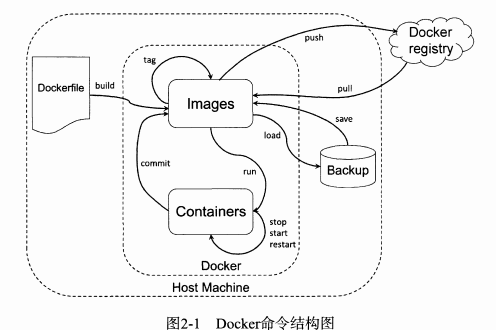 push
Docker
registry
tag
Dockerfile
build
Images
pull
save
load
commit
run
Backup
Containers
stop
start
restart
Docker
Host Machine
图2-1 Docker命令结构图